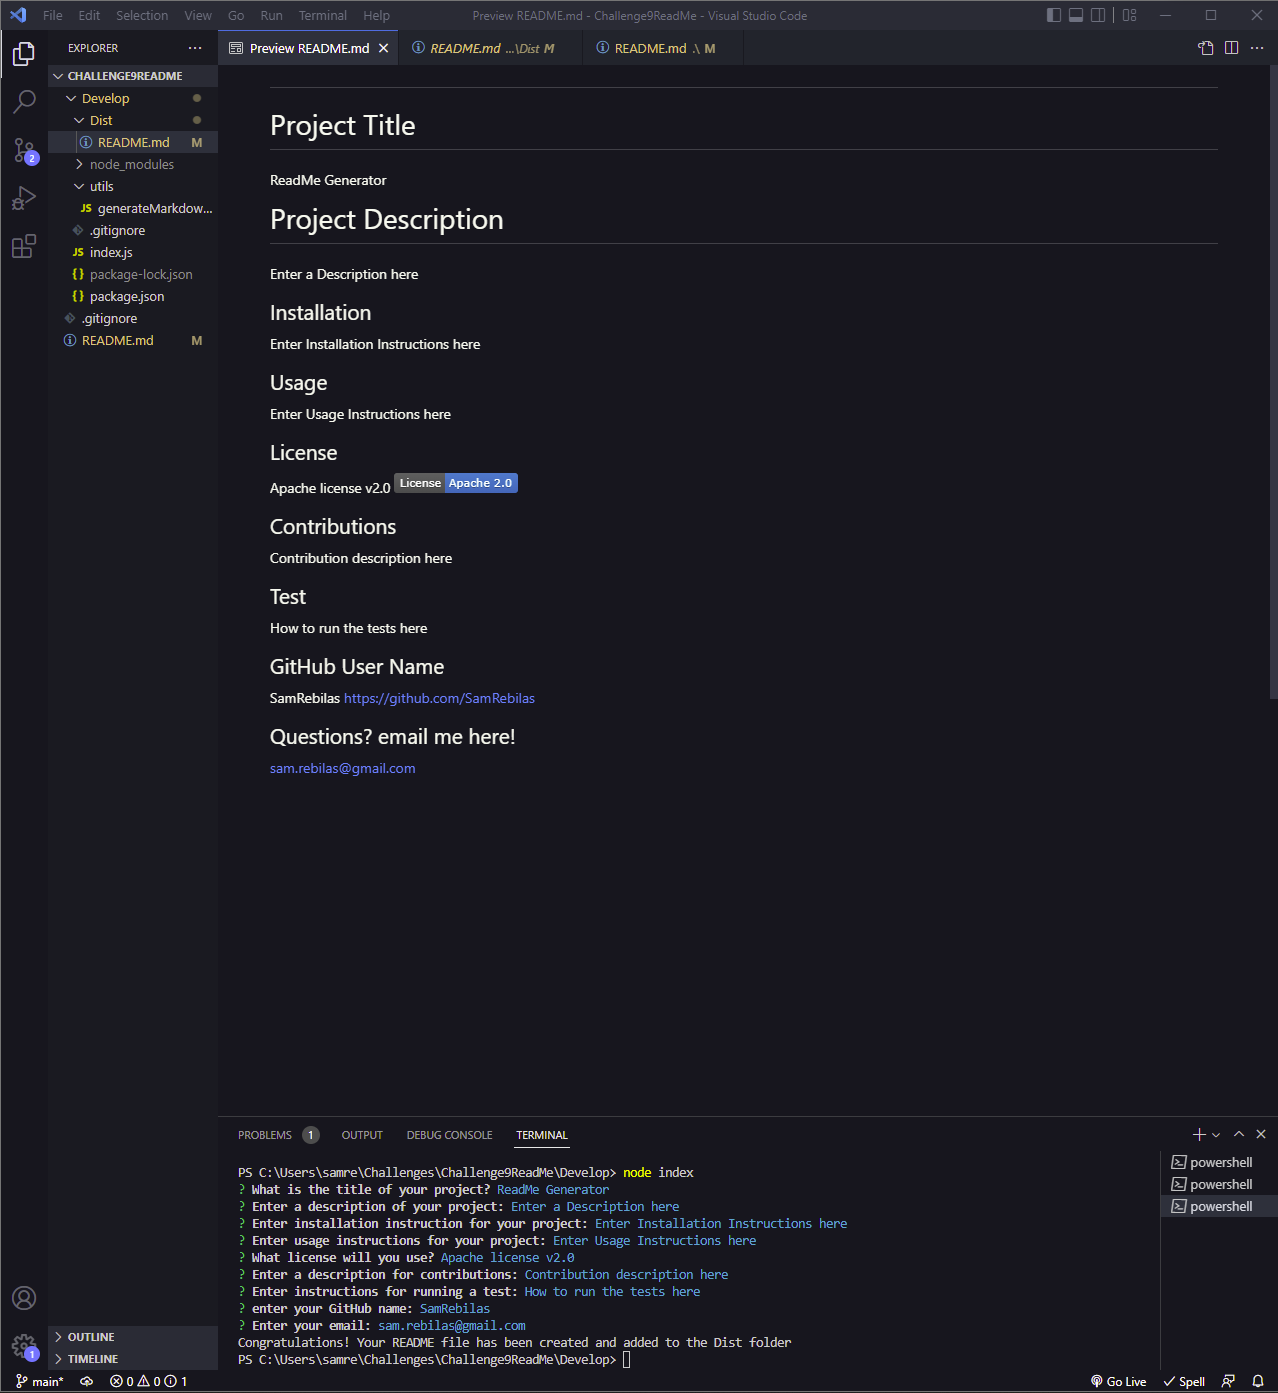 File Edit Selection View Go Run Terminal Help
Preview README.md - Challenge9ReadMe - Visual Studio Code
EXPLORER
CHALLENGE9README
Develop
Dist
README.md M
node_modules
utils
JS generateMarkdow...
.gitignore
JS index.js
{} package-lock.json
{} package.json
.gitignore
README.md M
OUTLINE
TIMELINE
2
1
Preview README.md
README.md ...\Dist M
README.md .\ M
Project Title
ReadMe Generator
Project Description
Enter a Description here
Installation
Enter Installation Instructions here
Usage
Enter Usage Instructions here
License
Apache license v2.0 License Apache 2.0
Contributions
Contribution description here
Test
How to run the tests here
GitHub User Name
SamRebilas https://github.com/SamRebilas
Questions? email me here!
sam.rebilas@gmail.com
PROBLEMS 1 OUTPUT DEBUG CONSOLE TERMINAL
PS C:\Users\samre\Challenges\Challenge9ReadMe\Develop> node index
? What is the title of your project? ReadMe Generator
? Enter a description of your project: Enter a Description here
? Enter installation instruction for your project: Enter Installation Instructions here
? Enter usage instructions for your project: Enter Usage Instructions here
? What license will you use? Apache license v2.0
? Enter a description for contributions: Contribution description here
? Enter instructions for running a test: How to run the tests here
? enter your GitHub name: SamRebilas
? Enter your email: sam.rebilas@gmail.com
Congratulations! Your README file has been created and added to the Dist folder
PS C:\Users\samre\Challenges\Challenge9ReadMe\Develop>
powershell
powershell
powershell
main* 0 0 1 Go Live Spell